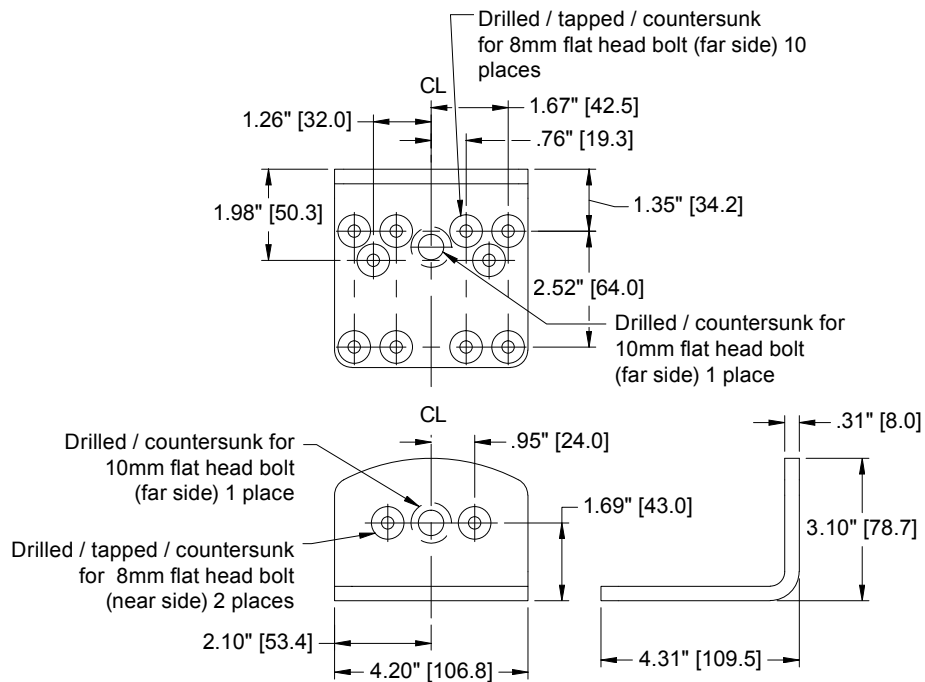 Drilled / tapped / countersunk
for 8mm flat head bolt (far side) 10
places
CL
1.67" [42.5]
1.26" [32.0]
.76" [19.3]
1.98" [50.3]
1.35" [34.2]
2.52" [64.0]
Drilled / countersunk for
10mm flat head bolt
(far side) 1 place
CL
Drilled / countersunk for
10mm flat head bolt
(far side) 1 place
.95" [24.0]
.31" [8.0]
1.69" [43.0]
3.10" [78.7]
Drilled / tapped / countersunk
for 8mm flat head bolt
(near side) 2 places
2.10" [53.4]
4.20" [106.8]
4.31" [109.5]